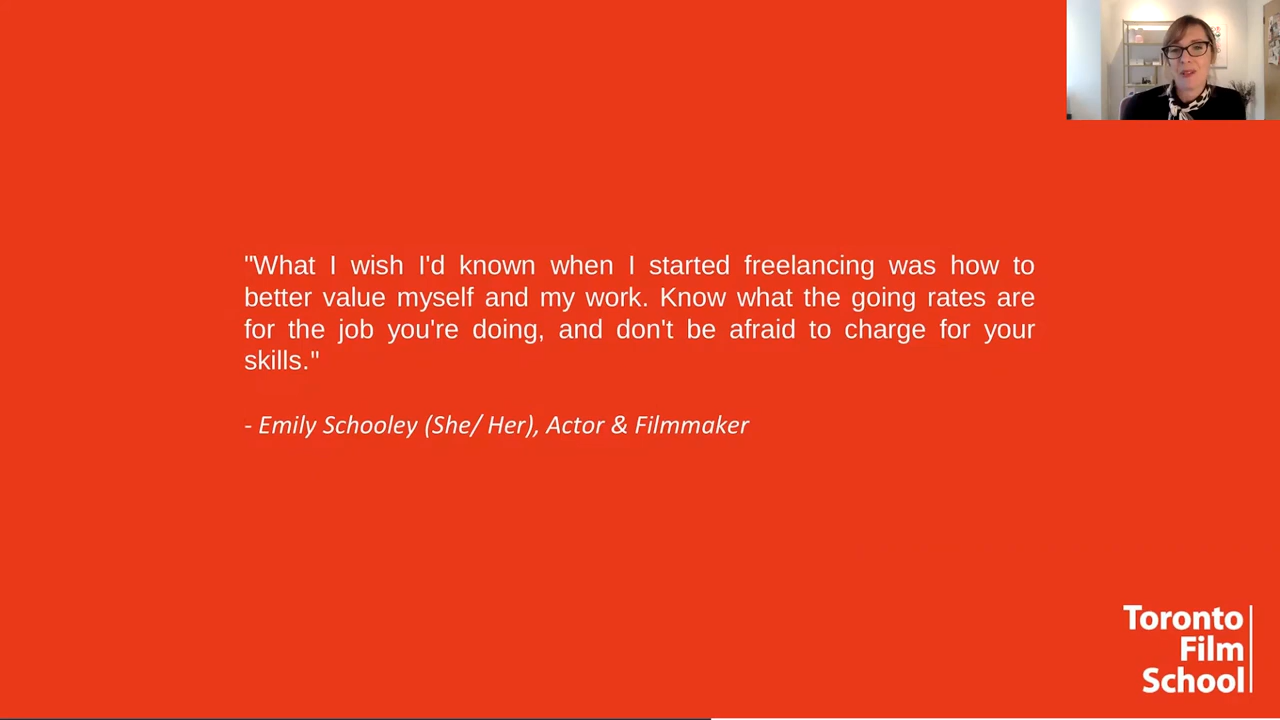 "What I wish I'd known when I started freelancing was how to
better value myself and my work. Know what the going rates are
for the job you're doing, and don't be afraid to charge for your
skills."
- Emily Schooley (She/ Her), Actor & Filmmaker
Toronto
Film
School